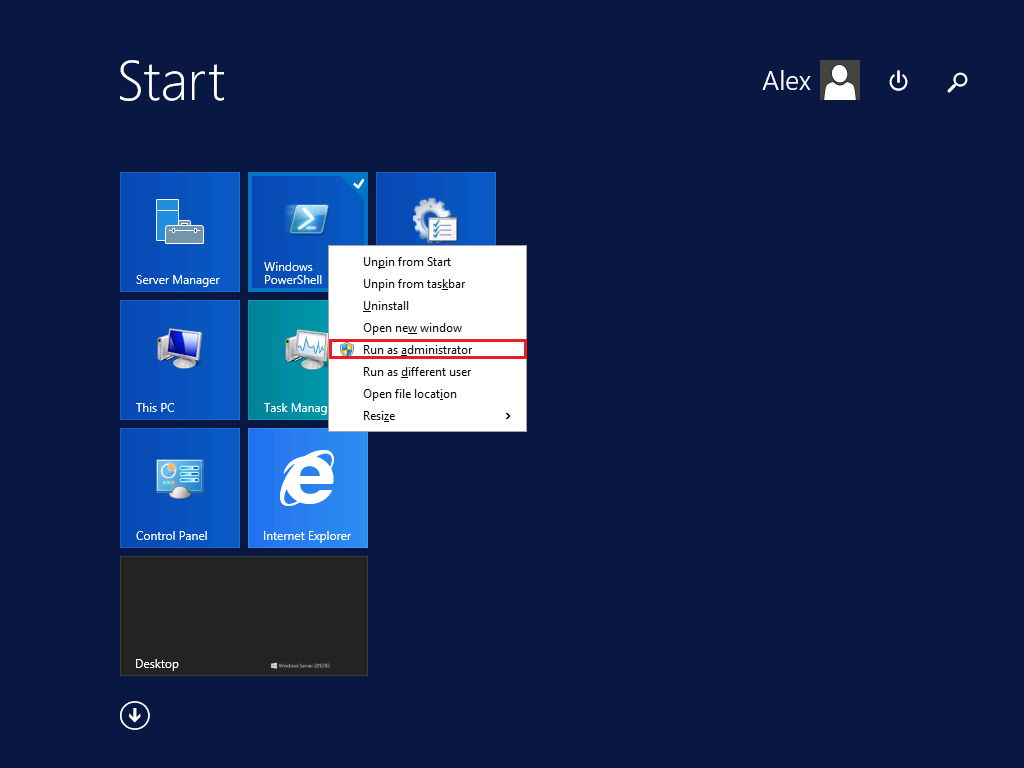 Start
Alex
Server Manager
Windows
PowerShell
Unpin from Start
Unpin from taskbar
Uninstall
Open new window
Run as administrator
Run as different user
Open file location
Resize
This PC
Task Manag
Control Panel
Internet Explorer
Desktop
Windows Server 2012 R2